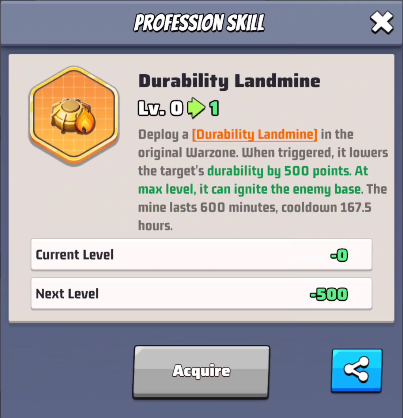 PROFESSION SKILL
Durability Landmine
Lv. 0 1
Deploy a [Durability Landmine] in the
original Warzone. When triggered, it lowers
the target's durability by 500 points. At
max level, it can ignite the enemy base. The
mine lasts 600 minutes, cooldown 167.5
hours.
Current Level -0
Next Level -500
Acquire